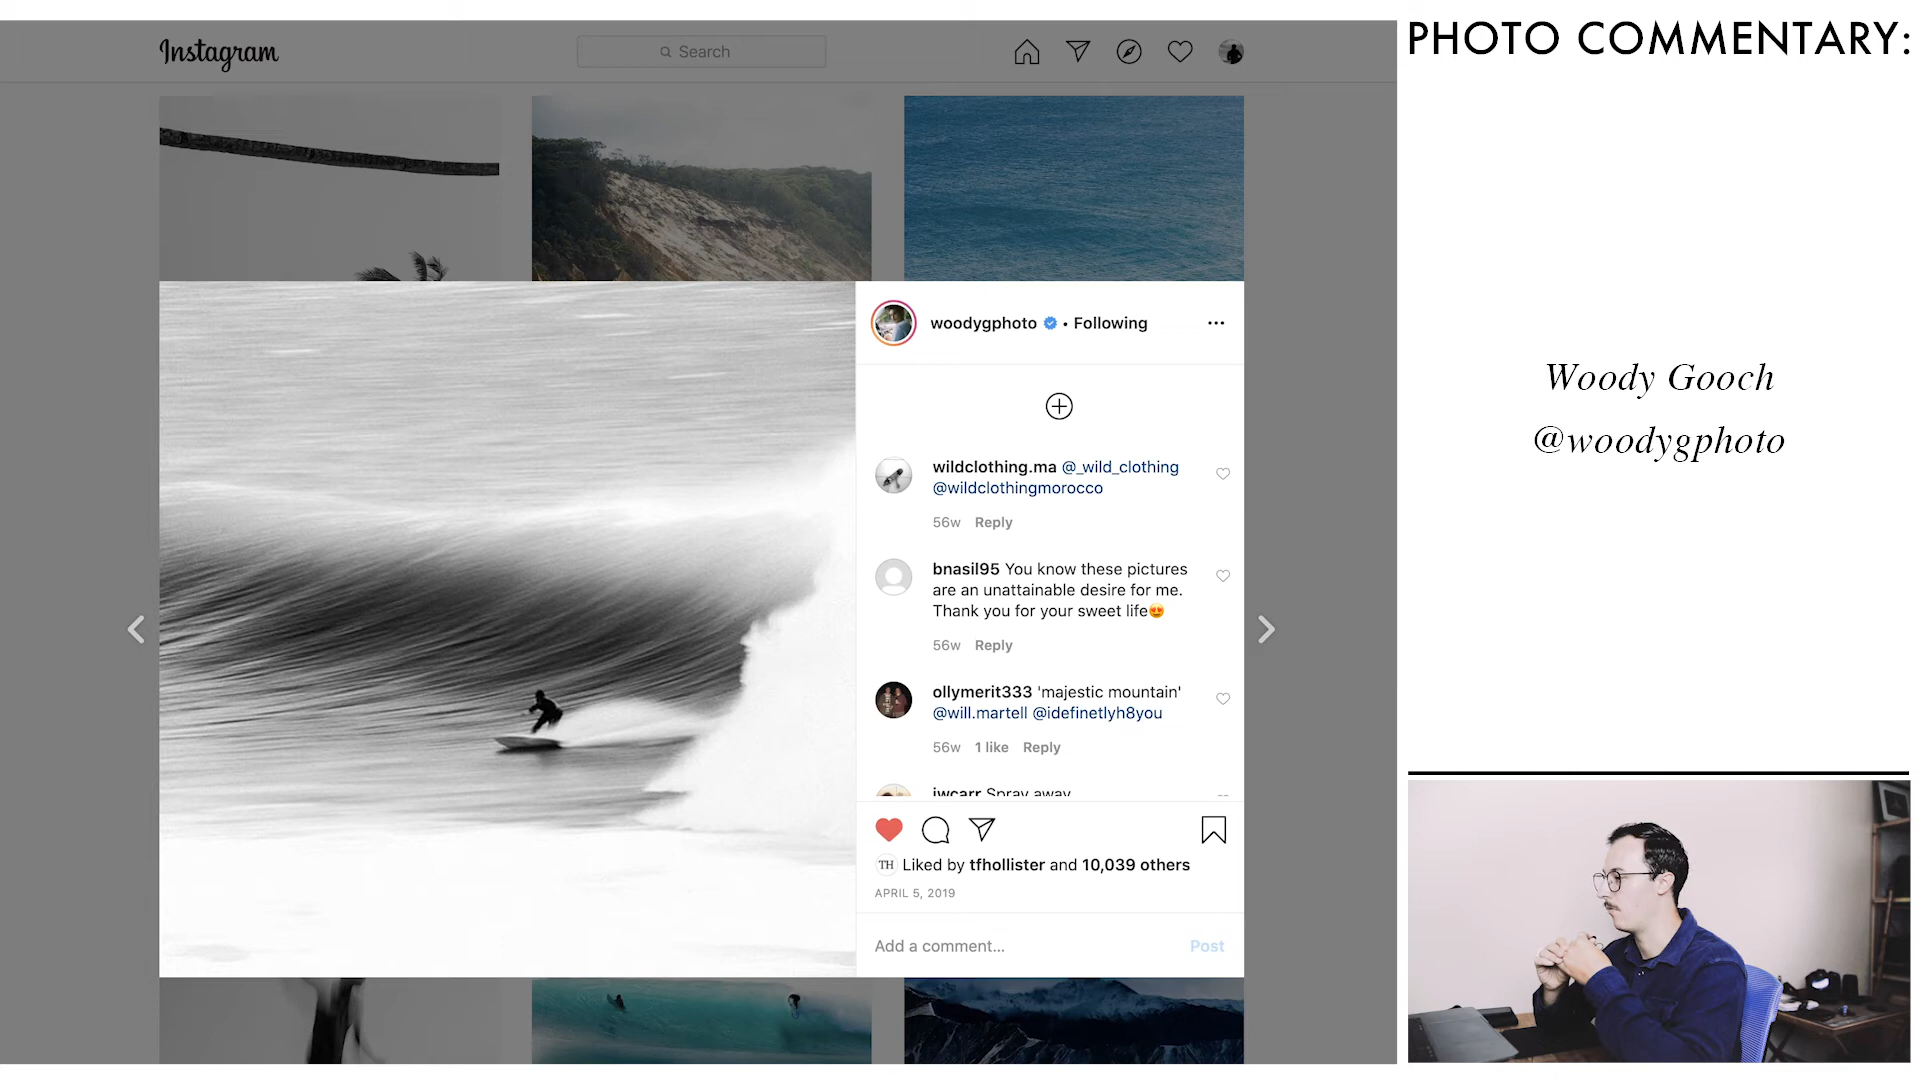 Instagram
Search
PHOTO COMMENTARY:
woodygphoto • Following
Woody Gooch
@woodygphoto
wildclothing.ma @_wild_clothing
@wildclothingmorocco
56w Reply
bnasil95 You know these pictures
are an unattainable desire for me.
Thank you for your sweet life😍
56w Reply
ollymerit333 'majestic mountain'
@will.martell @idefinetlyh8you
56w 1 like Reply
jwcarr Spray away
TH Liked by tfhollister and 10,039 others
APRIL 5, 2019
Add a comment... Post